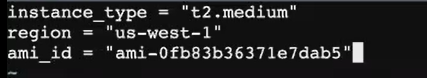 instance_type = "t2.medium"
region = "us-west-1"
ami_id = "ami-0fb83b36371e7dab5"